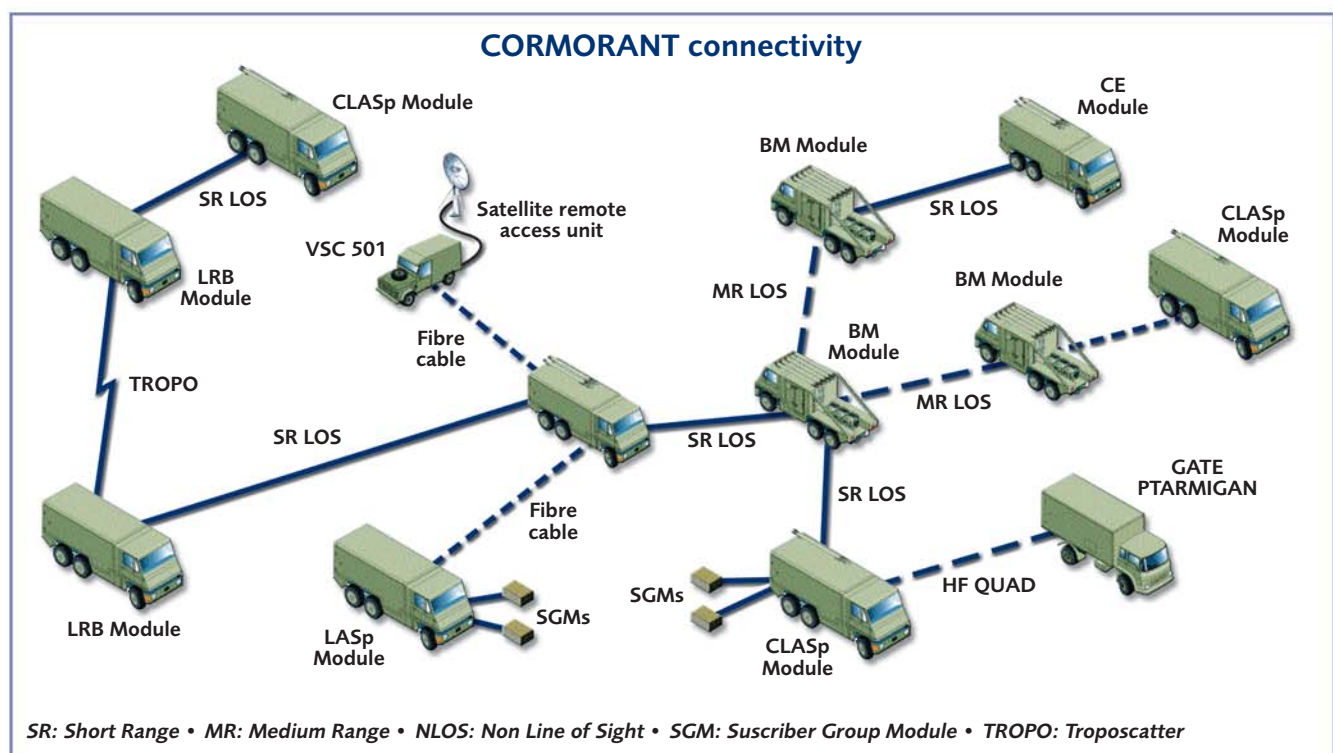 CORMORANT connectivity
CLASp Module
CE
Module
BM Module
SR LOS
SR LOS
Satellite remote
access unit
CLASp
Module
VSC 501
LRB
Module
MR LOS
BM Module
Fibre
cable
BM
Module
TROPO
MR LOS
SR LOS
SR LOS
GATE
PTARMIGAN
SR LOS
Fibre
cable
SGMs
HF QUAD
SGMs
LRB Module
LASp
Module
CLASp
Module
SR: Short Range • MR: Medium Range • NLOS: Non Line of Sight • SGM: Suscriber Group Module • TROPO: Troposcatter